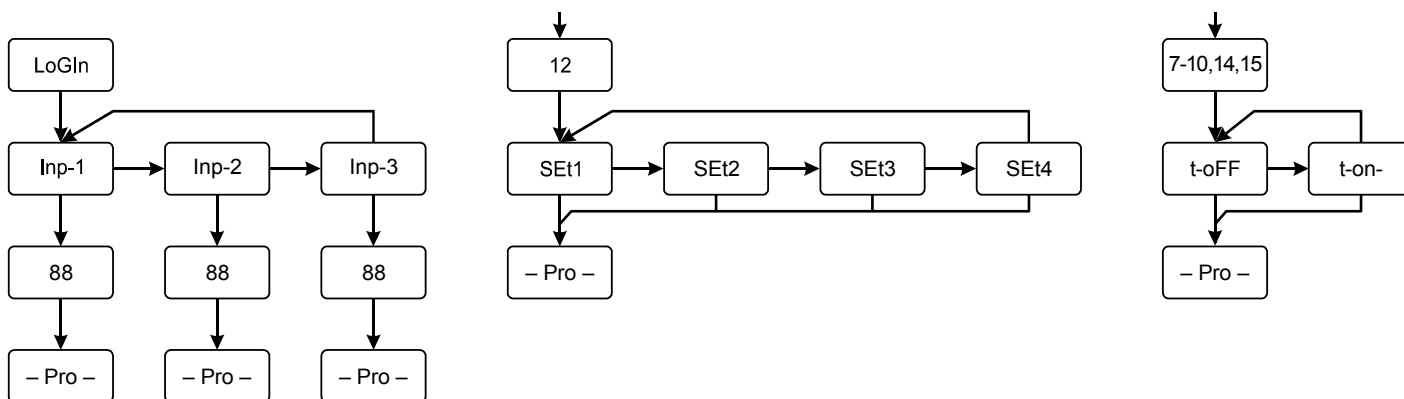 LoGIn
12
7-10,14,15
Inp-1
Inp-2
Inp-3
SEt1
SEt2
SEt3
SEt4
t-oFF
t-on-
88
88
88
– Pro –
– Pro –
– Pro –
– Pro –
– Pro –